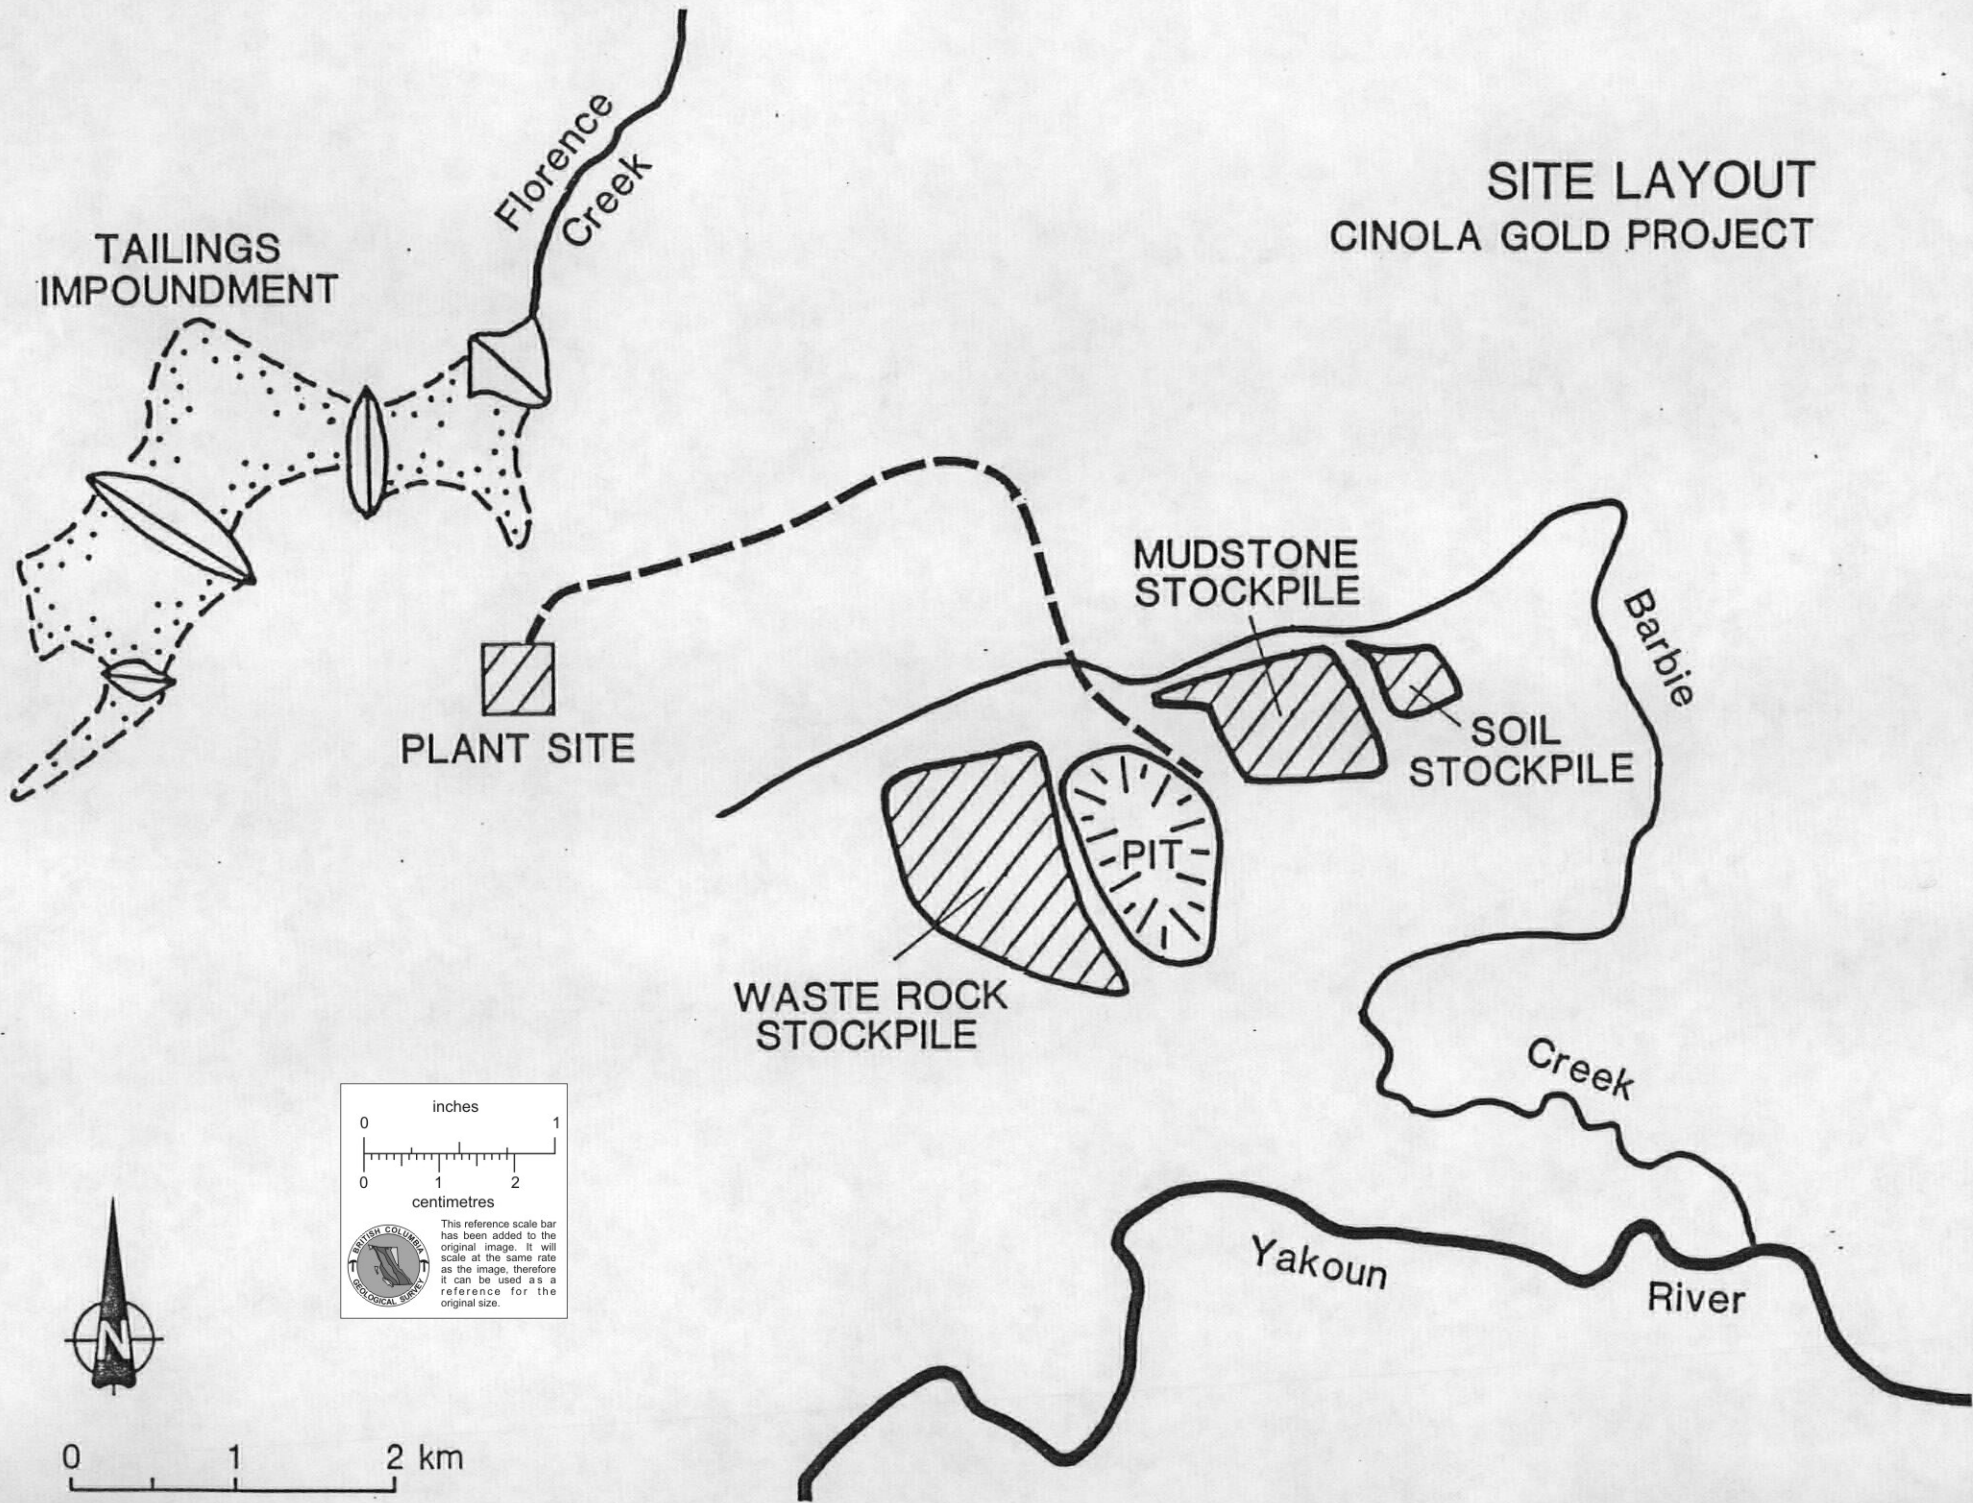 Florence
Creek
SITE LAYOUT
CINOLA GOLD PROJECT
TAILINGS
IMPOUNDMENT
MUDSTONE
STOCKPILE
Barbie
SOIL
STOCKPILE
PLANT SITE
PIT
WASTE ROCK
STOCKPILE
Creek
inches
0 1
0 1 2
centimetres
BRITISH COLUMBIA
GEOLOGICAL SURVEY
This reference scale bar
has been added to the
original image. It will
scale at the same rate
as the image, therefore
it can be used as a
reference for the
original size.
Yakoun
River
N
0 1 2 km